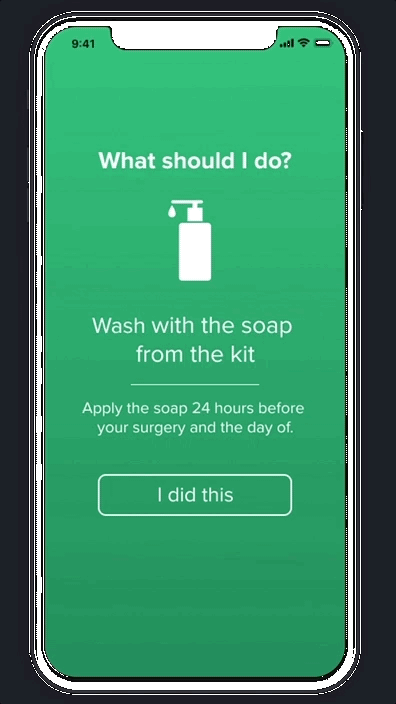 9:41
What should I do?
Wash with the soap
from the kit
Apply the soap 24 hours before
your surgery and the day of.
I did this